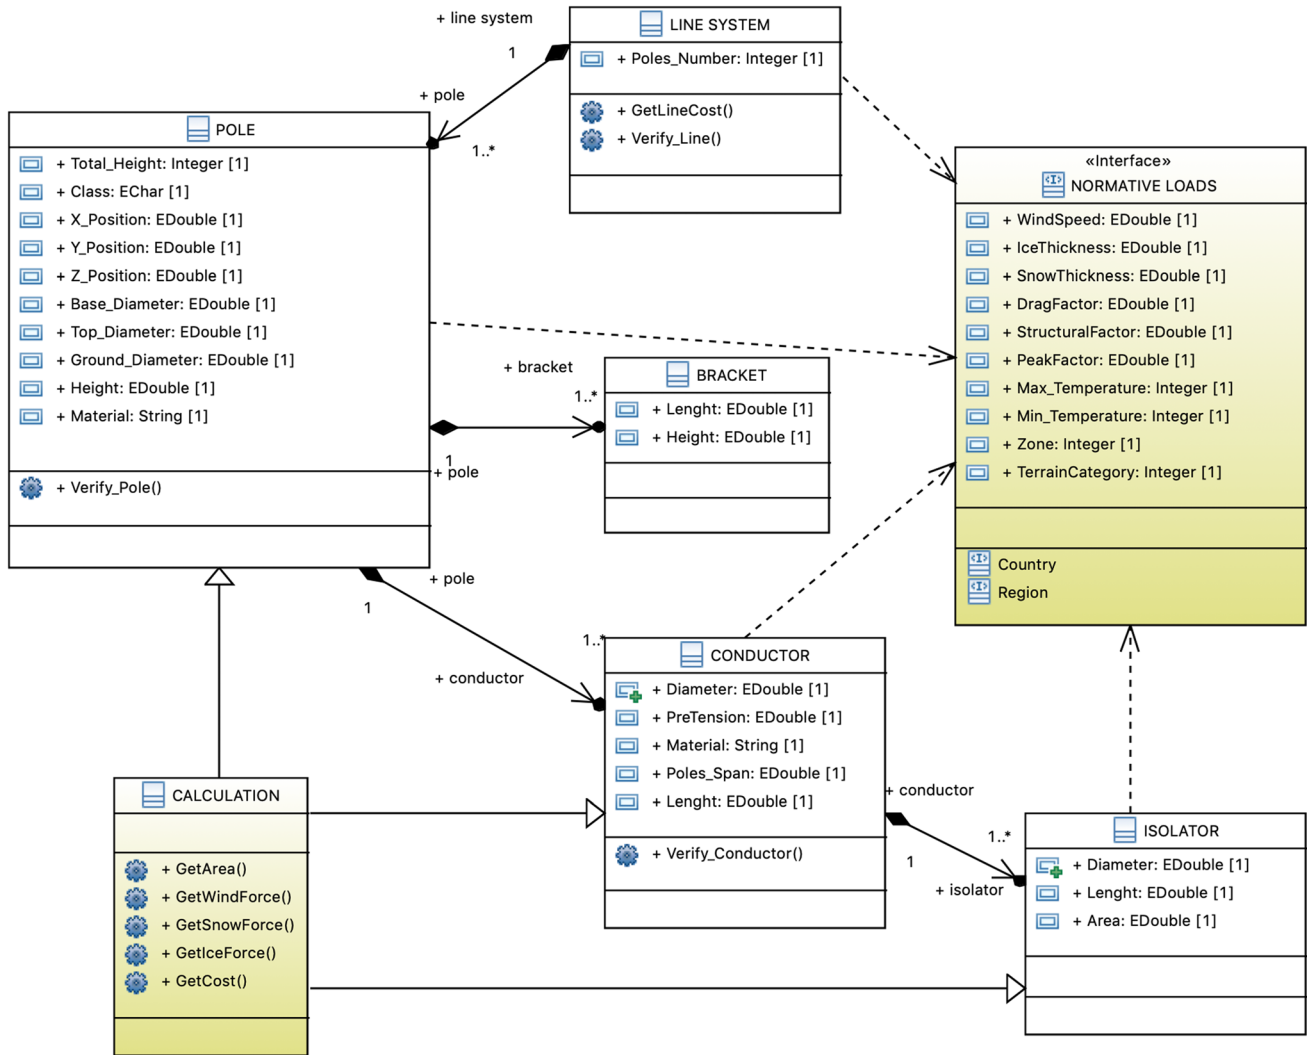 + line system
1
+ pole
1..*
LINE SYSTEM
+ Poles_Number: Integer [1]
+ GetLineCost()
+ Verify_Line()
POLE
+ Total_Height: Integer [1]
+ Class: EChar [1]
+ X_Position: EDouble [1]
+ Y_Position: EDouble [1]
+ Z_Position: EDouble [1]
+ Base_Diameter: EDouble [1]
+ Top_Diameter: EDouble [1]
+ Ground_Diameter: EDouble [1]
+ Height: EDouble [1]
+ Material: String [1]
+ Verify_Pole()
«Interface»
NORMATIVE LOADS
+ WindSpeed: EDouble [1]
+ IceThickness: EDouble [1]
+ SnowThickness: EDouble [1]
+ DragFactor: EDouble [1]
+ StructuralFactor: EDouble [1]
+ PeakFactor: EDouble [1]
+ Max_Temperature: Integer [1]
+ Min_Temperature: Integer [1]
+ Zone: Integer [1]
+ TerrainCategory: Integer [1]
Country
Region
+ bracket
1..*
1
+ pole
BRACKET
+ Lenght: EDouble [1]
+ Height: EDouble [1]
+ pole
1
1..*
+ conductor
CONDUCTOR
+ Diameter: EDouble [1]
+ PreTension: EDouble [1]
+ Material: String [1]
+ Poles_Span: EDouble [1]
+ Lenght: EDouble [1]
+ Verify_Conductor()
+ conductor
1..*
1
+ isolator
CALCULATION
+ GetArea()
+ GetWindForce()
+ GetSnowForce()
+ GetIceForce()
+ GetCost()
ISOLATOR
+ Diameter: EDouble [1]
+ Lenght: EDouble [1]
+ Area: EDouble [1]